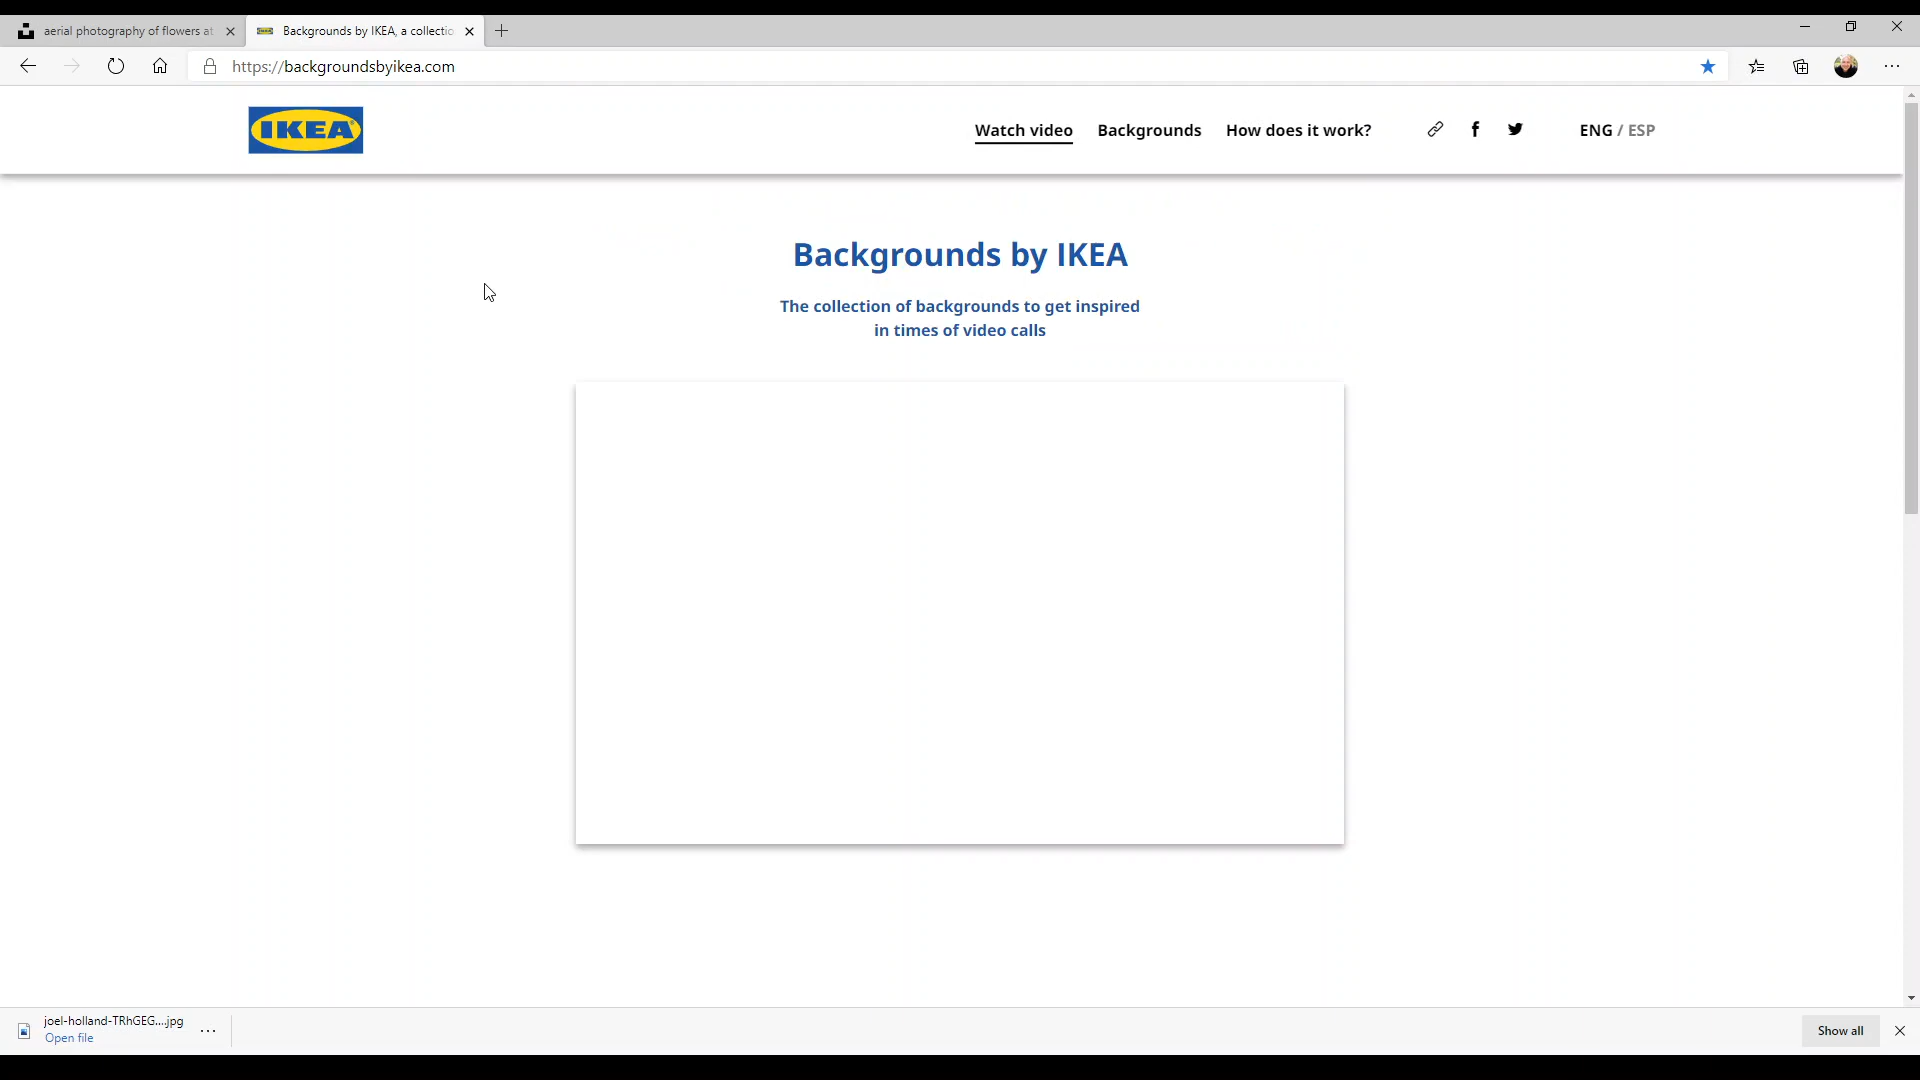 aerial photography of flowers at
Backgrounds by IKEA, a collectio
https://backgroundsbyikea.com
IKEA
Watch video
Backgrounds
How does it work?
ENG / ESP
Backgrounds by IKEA
The collection of backgrounds to get inspired
in times of video calls
joel-holland-TRhGEG....jpg
Open file
Show all